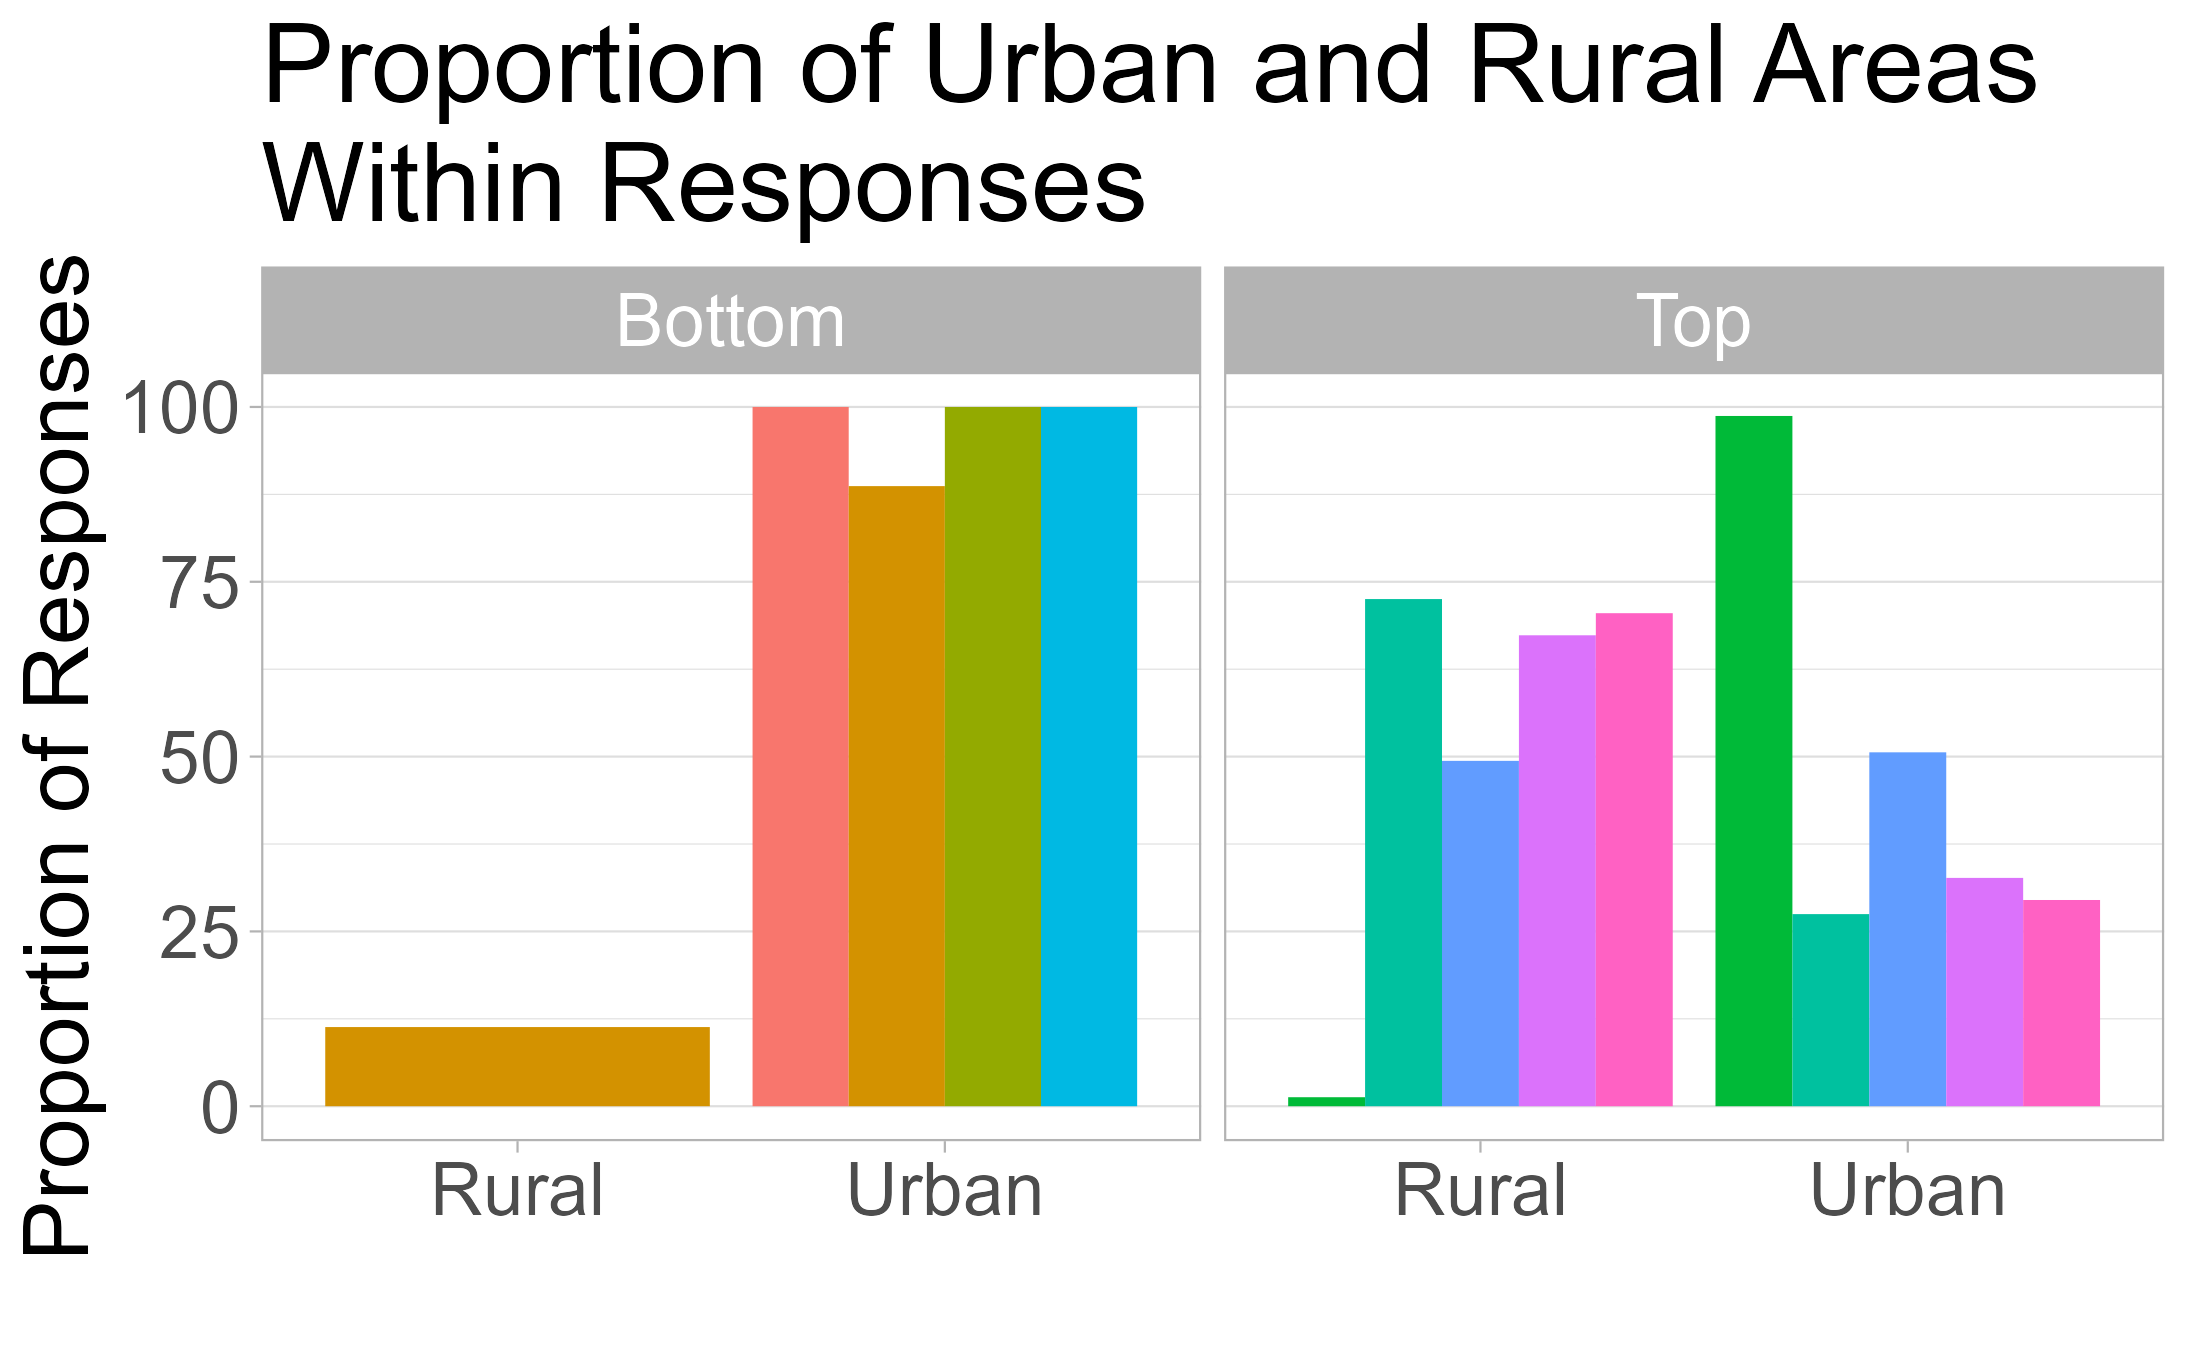 Proportion of Urban and Rural Areas
Within Responses
Proportion of Responses
Bottom
Top
100
75
50
25
0
Rural
Urban
Rural
Urban